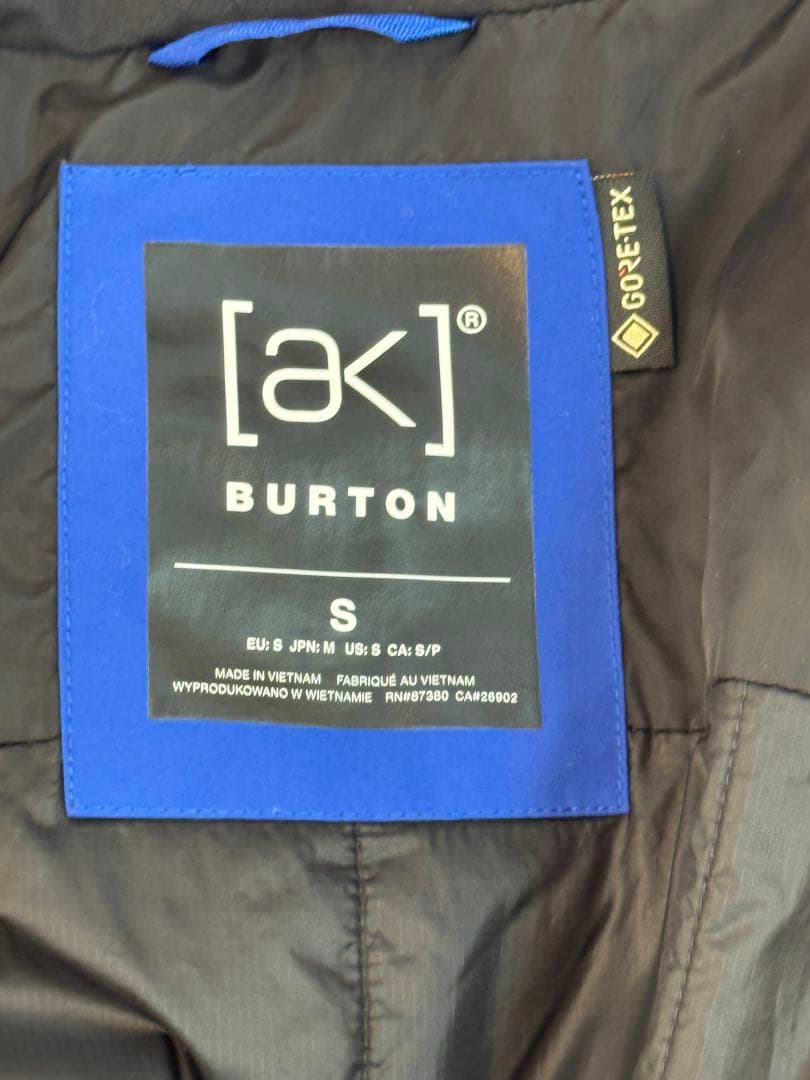 [ak]®
BURTON
S
EU: S JPN: M US: S CA: S/P
MADE IN VIETNAM FABRIQUÉ AU VIETNAM
WYPRODUKOWANO W WIETNAMIE RN#87380 CA#26902
GORE-TEX